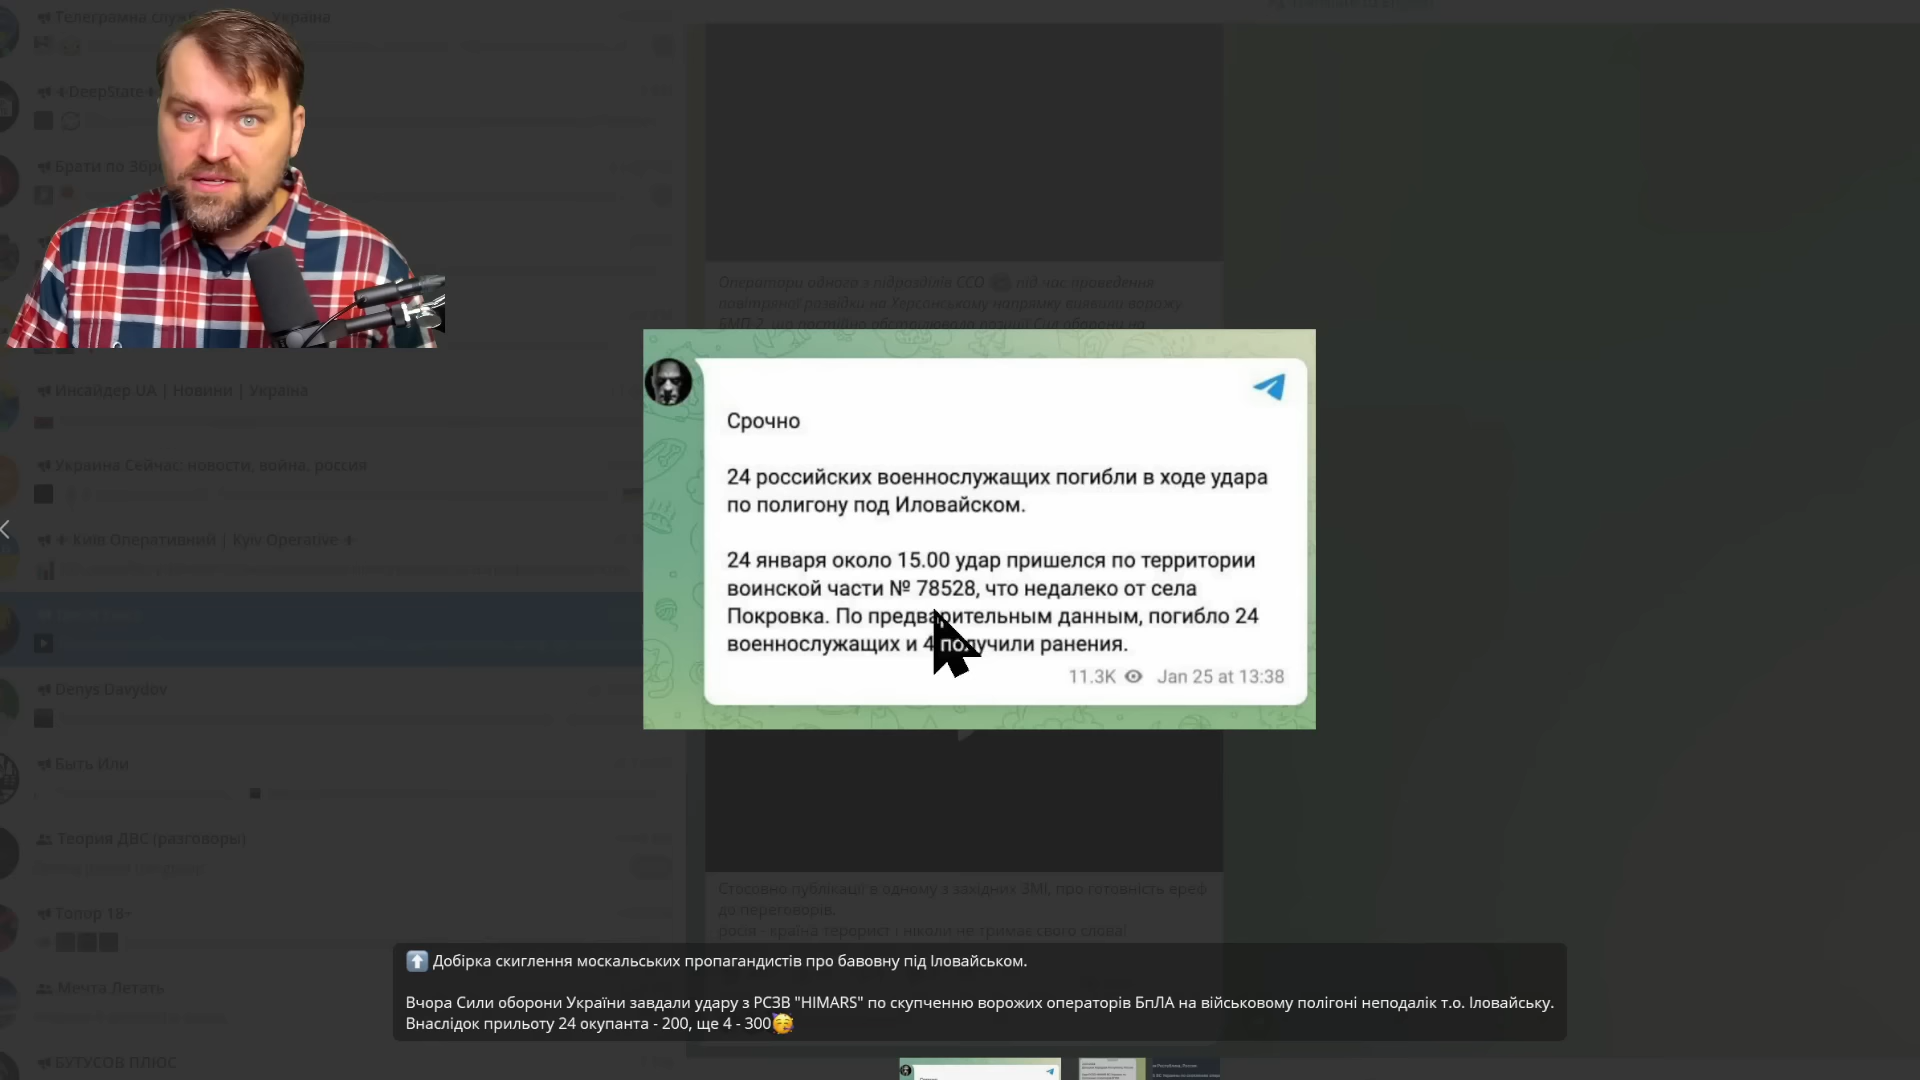 Телеграмна служ
Україна
DeepState
Брати по Збр
Оператори одного з підрозділів ССО під час проведення
повітряної розвідки на Херсонському напрямку виявили ворожу
БМП-2, що постійно обстрілювала позиції Сил оборони на
Инсайдер UA | Новини | Україна
Украина Сейчас: новости, война, россия
Київ Оперативний | Kyiv Operative
Denys Davydov
Быть Или
Теория ДВС (разговоры)
Топор 18+
Мечта Летать
БУТУСОВ ПЛЮС
Срочно
24 российских военнослужащих погибли в ходе удара
по полигону под Иловайском.
24 января около 15.00 удар пришелся по территории
воинской части № 78528, что недалеко от села
Покровка. По предварительным данным, погибло 24
военнослужащих и 4 получили ранения.
11.3K Jan 25 at 13:38
Стосовно публікації в одному з західних ЗМІ, про готовність ерефії
до переговорів.
росія - країна терорист і ніколи не тримає свого слова!
Добірка скиглення москальських пропагандистів про бавовну під Іловайськом.
Вчора Сили оборони України завдали удару з РСЗВ "HIMARS" по скупченню ворожих операторів БпЛА на військовому полігоні неподалік т.о. Іловайську.
Внаслідок прильоту 24 окупанта - 200, ще 4 - 300